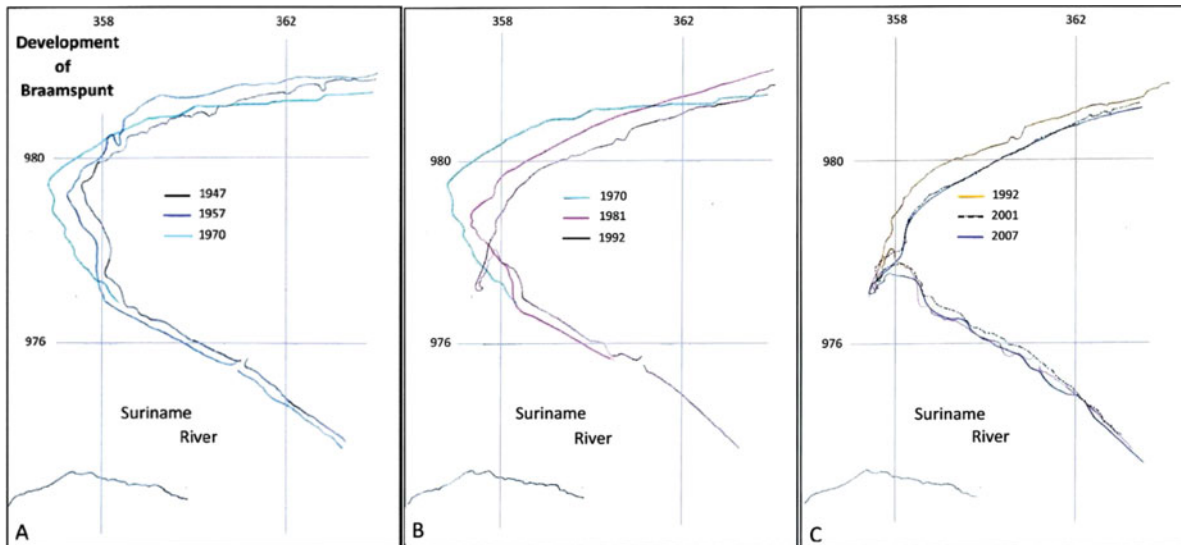 358
362
Development
of
Braamspunt
980
1947
1957
1970
976
Suriname
River
A
358
362
980
1970
1981
1992
976
Suriname
River
B
358
362
980
1992
2001
2007
976
Suriname
River
C